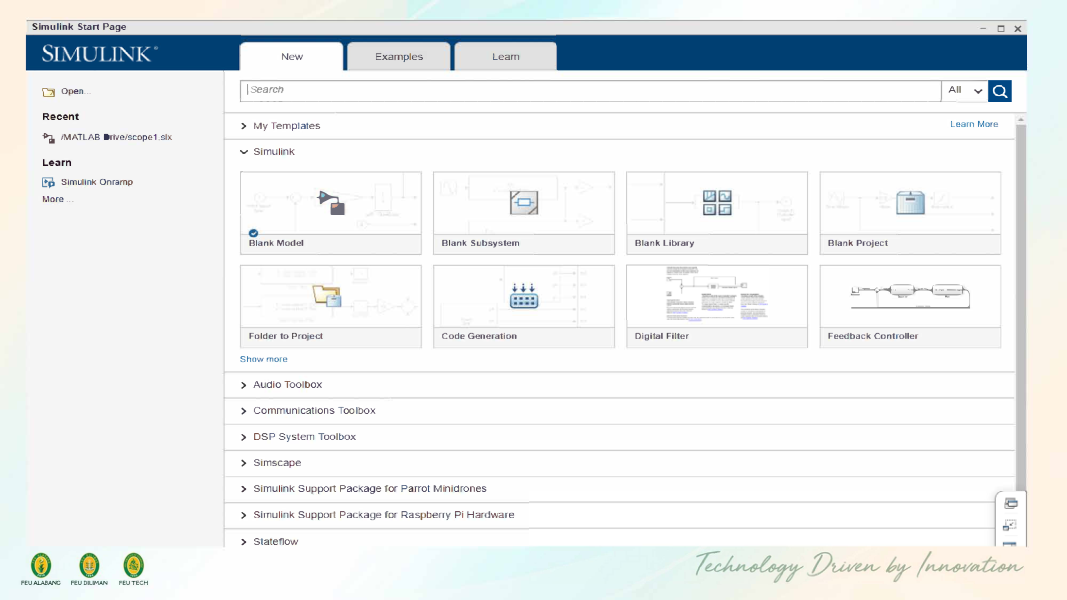 Simulink Start Page
SIMULINK®
New
Examples
Learn
Open...
Recent
/MATLAB Drive/scope1.slx
Learn
Simulink Onramp
More ...
Search
All
My Templates
Learn More
Simulink
Blank Model
Blank Subsystem
Blank Library
Blank Project
Folder to Project
Code Generation
Digital Filter
Feedback Controller
Show more
Audio Toolbox
Communications Toolbox
DSP System Toolbox
Simscape
Simulink Support Package for Parrot Minidrones
Simulink Support Package for Raspberry Pi Hardware
Stateflow
FEU ALABANG
FEU DILIMAN
FEU TECH
Technology Driven by Innovation